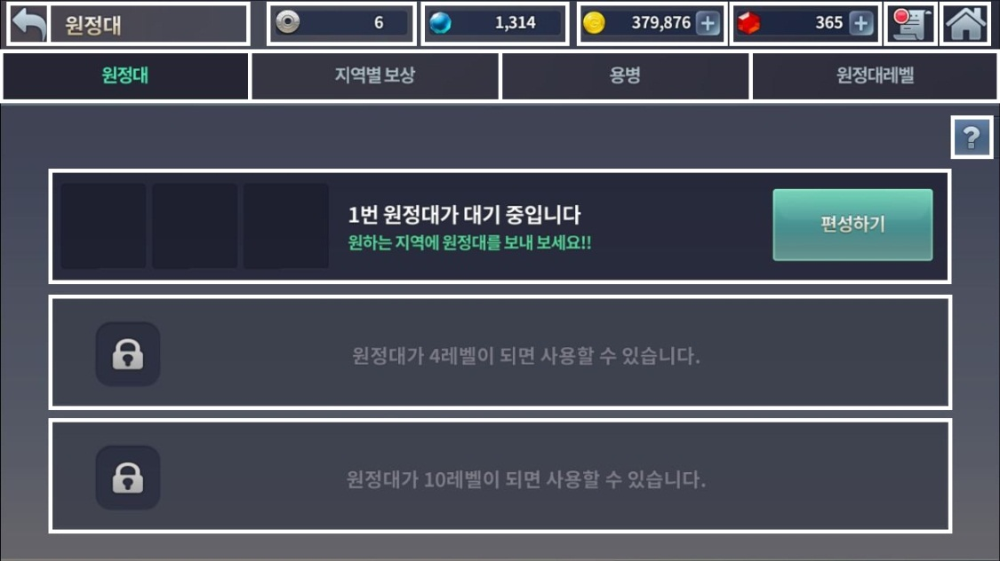 원정대
6
1,314
379,876 +
365 +
원정대
지역별 보상
용병
원정대레벨
?
1번 원정대가 대기 중입니다
원하는 지역에 원정대를 보내 보세요!!
편성하기
원정대가 4레벨이 되면 사용할 수 있습니다.
원정대가 10레벨이 되면 사용할 수 있습니다.